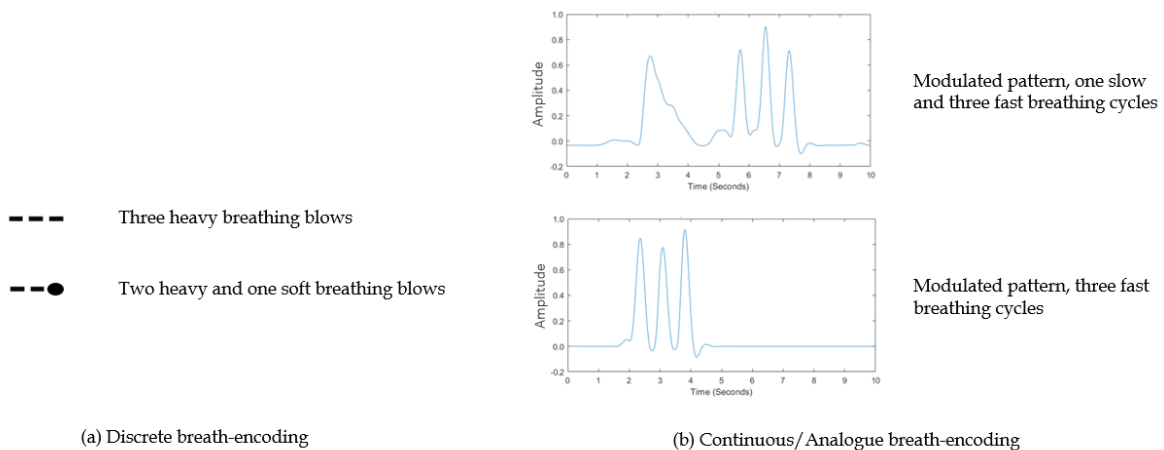 Three heavy breathing blows
Two heavy and one soft breathing blows
(a) Discrete breath-encoding
1.0
0.8
0.6
0.4
0.2
0.0
-0.2
Amplitude
0 1 2 3 4 5 6 7 8 9 10
Time (Seconds)
Modulated pattern, one slow
and three fast breathing cycles
1.0
0.8
0.6
0.4
0.2
0.0
-0.2
Amplitude
0 1 2 3 4 5 6 7 8 9 10
Time (Seconds)
Modulated pattern, three fast
breathing cycles
(b) Continuous/Analogue breath-encoding